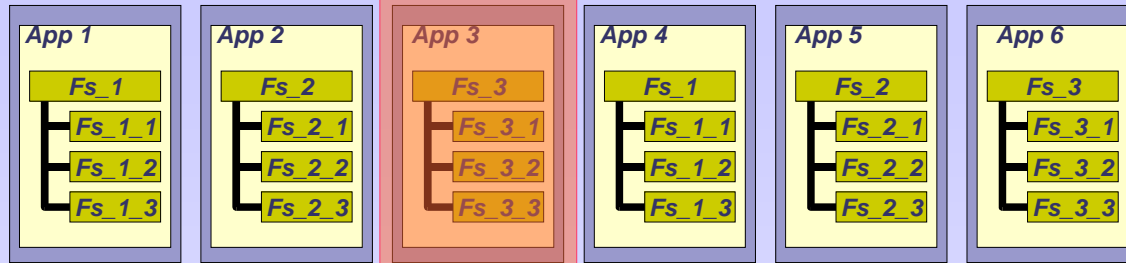 App 1
Fs_1
Fs_1_1
Fs_1_2
Fs_1_3
App 2
Fs_2
Fs_2_1
Fs_2_2
Fs_2_3
App 3
Fs_3
Fs_3_1
Fs_3_2
Fs_3_3
App 4
Fs_1
Fs_1_1
Fs_1_2
Fs_1_3
App 5
Fs_2
Fs_2_1
Fs_2_2
Fs_2_3
App 6
Fs_3
Fs_3_1
Fs_3_2
Fs_3_3